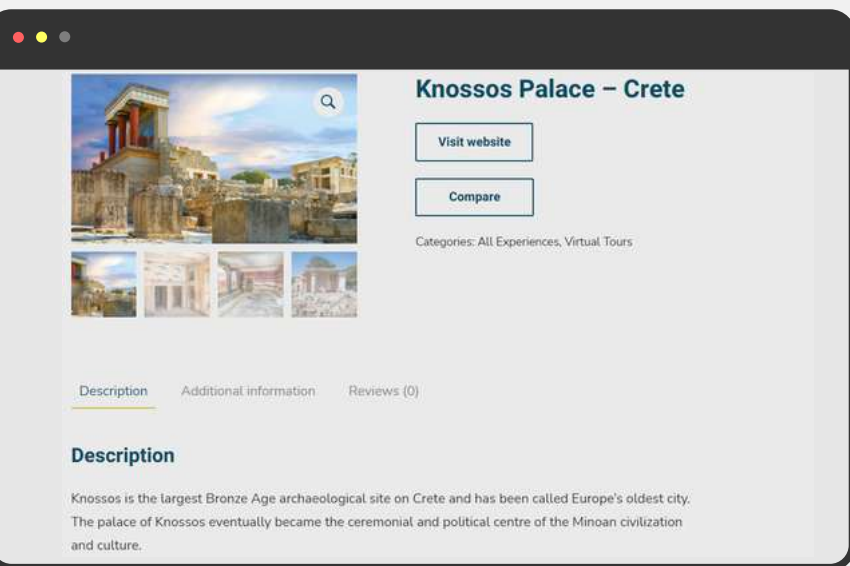 Knossos Palace – Crete
Visit website
Compare
Categories: All Experiences, Virtual Tours
Description
Additional information
Reviews (0)
Description
Knossos is the largest Bronze Age archaeological site on Crete and has been called Europe's oldest city.
The palace of Knossos eventually became the ceremonial and political centre of the Minoan civilization
and culture.